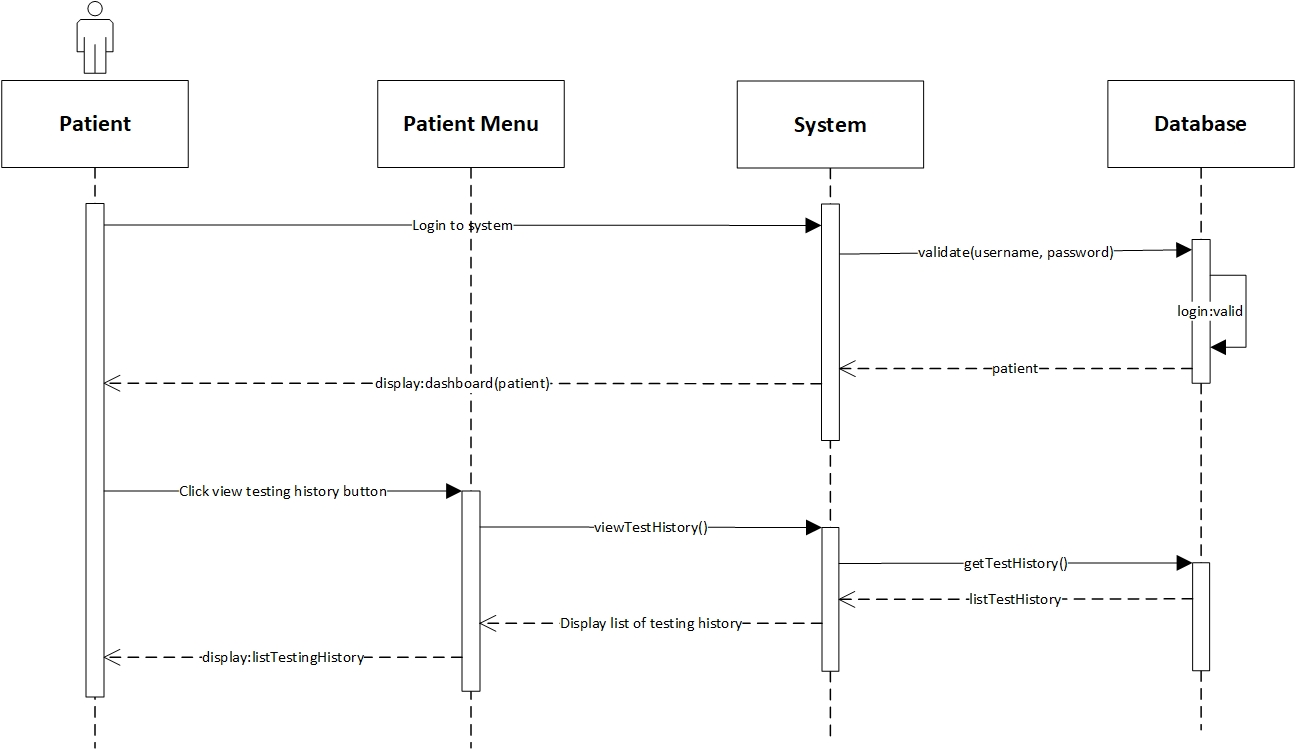 Patient
Patient Menu
System
Database
Login to system
validate(username, password)
login:valid
patient
display:dashboard(patient)
Click view testing history button
viewTestHistory()
getTestHistory()
listTestHistory
Display list of testing history
display:listTestingHistory